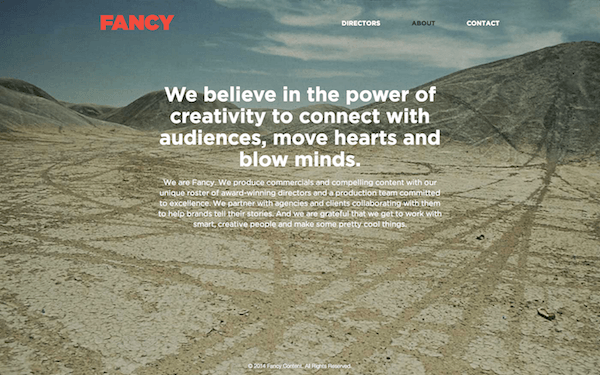 FANCY
DIRECTORS ABOUT CONTACT
We believe in the power of
creativity to connect with
audiences, move hearts and
blow minds.
We are Fancy. We produce commercials and compelling content with our
unique roster of award-winning directors and a production team committed
to excellence. We partner with agencies and clients collaborating with them
to help brands tell their stories. And we are grateful that we get to work with
smart, creative people and make some pretty cool things.
© 2014 Fancy Content. All Rights Reserved.